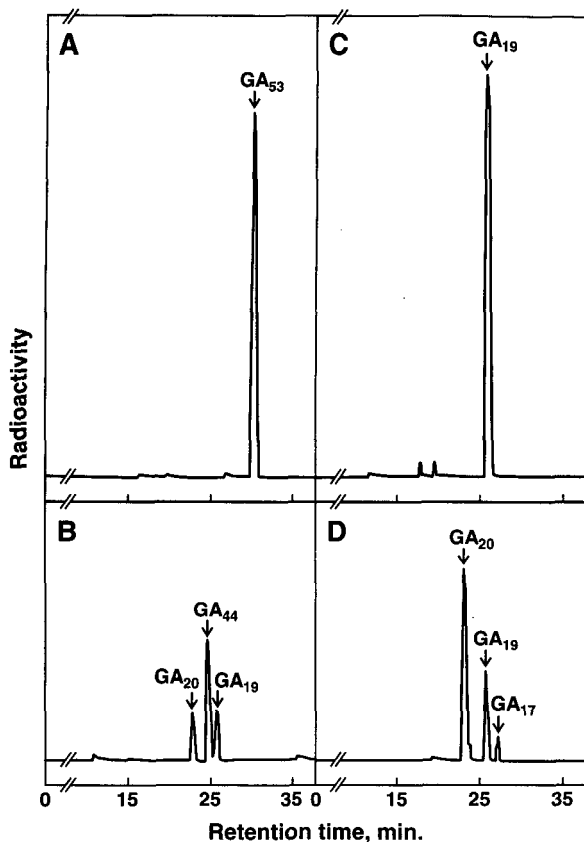 A
C
GA₁₉
GA₅₃
Radioactivity
B
D
GA₂₀
GA₄₄
GA₁₉
GA₂₀
GA₁₉
GA₁₇
0 15 25 35 0 15 25 35
Retention time, min.